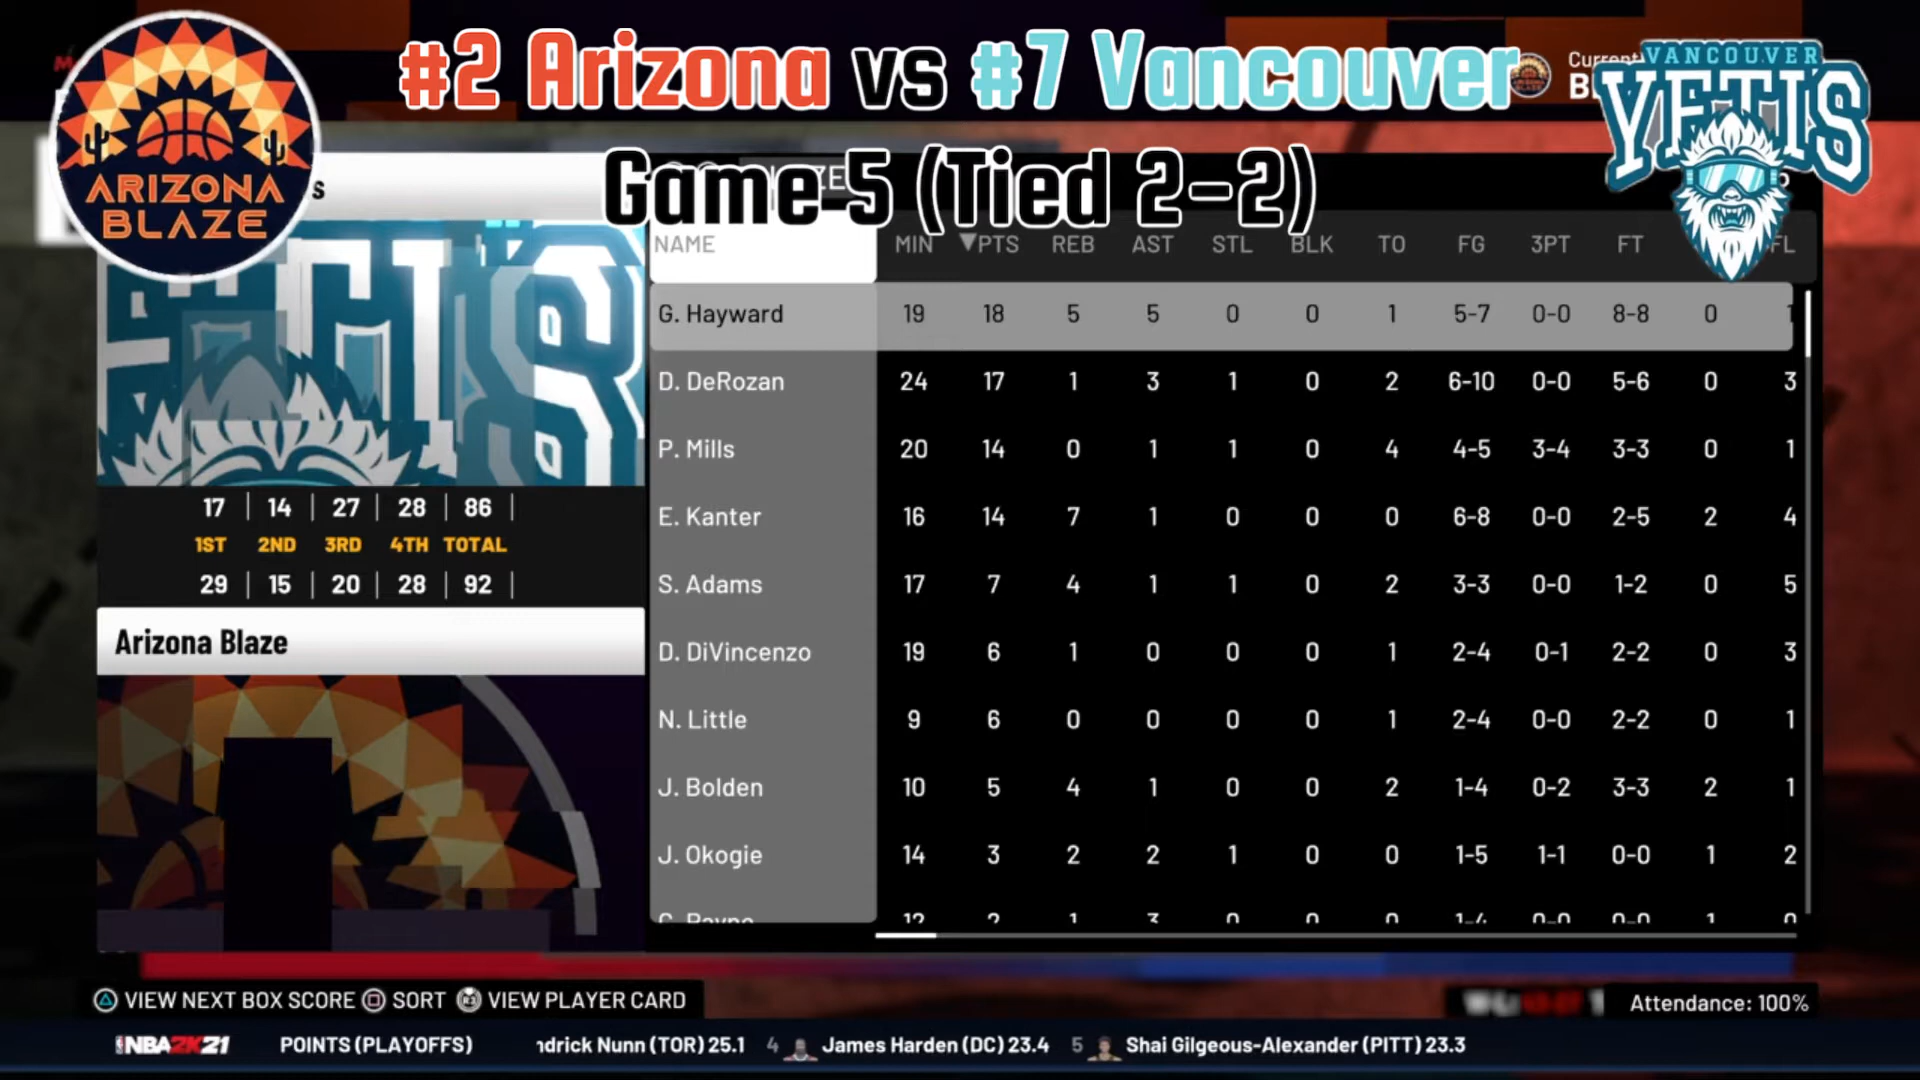 #2 Arizona vs #7 Vancouver
VANCOUVER
YETIS
Game 5 (Tied 2-2)
ARIZONA
BLAZE
NAME MIN ▼PTS REB AST STL BLK TO FG 3PT FT FL
G. Hayward 19 18 5 5 0 0 1 5-7 0-0 8-8 0 1
D. DeRozan 24 17 1 3 1 0 2 6-10 0-0 5-6 0 3
P. Mills 20 14 0 1 1 0 4 4-5 3-4 3-3 0 1
E. Kanter 16 14 7 1 0 0 0 6-8 0-0 2-5 2 4
S. Adams 17 7 4 1 1 0 2 3-3 0-0 1-2 0 5
D. DiVincenzo 19 6 1 0 0 0 1 2-4 0-1 2-2 0 3
N. Little 9 6 0 0 0 0 1 2-4 0-0 2-2 0 1
J. Bolden 10 5 4 1 0 0 2 1-4 0-2 3-3 2 1
J. Okogie 14 3 2 2 1 0 0 1-5 1-1 0-0 1 2
17 | 14 | 27 | 28 | 86 |
1ST 2ND 3RD 4TH TOTAL
29 | 15 | 20 | 28 | 92 |
Arizona Blaze
VIEW NEXT BOX SCORE SORT R3 VIEW PLAYER CARD
Attendance: 100%
NBA 2K21 POINTS (PLAYOFFS) ndrick Nunn (TOR) 25.1 4 James Harden (DC) 23.4 5 Shai Gilgeous-Alexander (PITT) 23.3